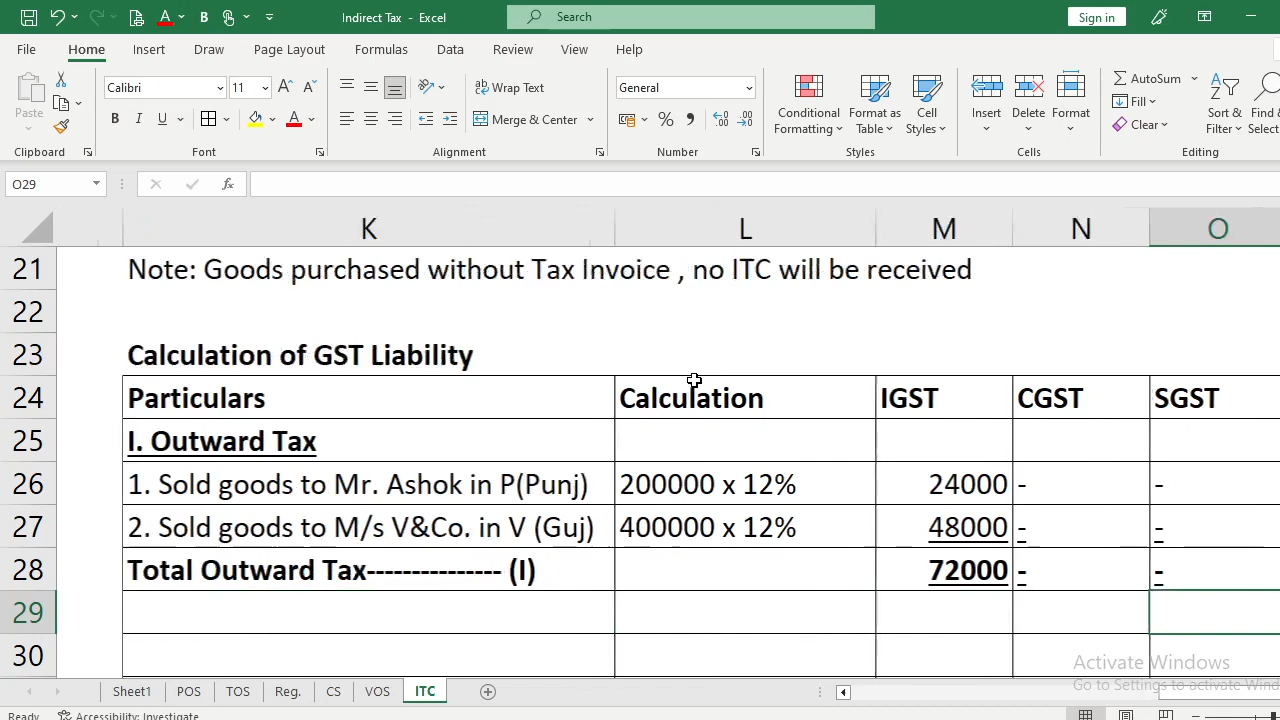 Indirect Tax - Excel
Search
Sign in
File Home Insert Draw Page Layout Formulas Data Review View Help
Paste
Calibri 11
Wrap Text
Merge & Center
General
Conditional Formatting
Format as Table
Cell Styles
Insert
Delete
Format
AutoSum
Fill
Clear
Sort & Filter
Find & Select
Clipboard Font Alignment Number Styles Cells Editing
O29
fx
K L M N O
21 Note: Goods purchased without Tax Invoice , no ITC will be received
22
23 Calculation of GST Liability
24 Particulars Calculation IGST CGST SGST
25 I. Outward Tax
26 1. Sold goods to Mr. Ashok in P(Punj) 200000 x 12% 24000 - -
27 2. Sold goods to M/s V&Co. in V (Guj) 400000 x 12% 48000 - -
28 Total Outward Tax--------------- (I) 72000 - -
29
30
Activate Windows
Go to Settings to activate Wind
Sheet1 POS TOS Reg. CS VOS ITC
Ready Accessibility: Investigate